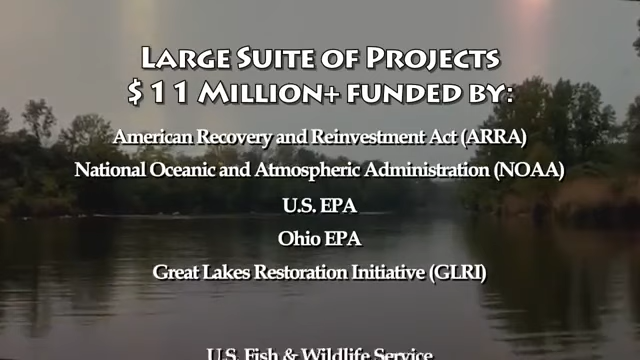 Large Suite of Projects
$11 Million+ funded by:
American Recovery and Reinvestment Act (ARRA)
National Oceanic and Atmospheric Administration (NOAA)
U.S. EPA
Ohio EPA
Great Lakes Restoration Initiative (GLRI)
U.S. Fish & Wildlife Service